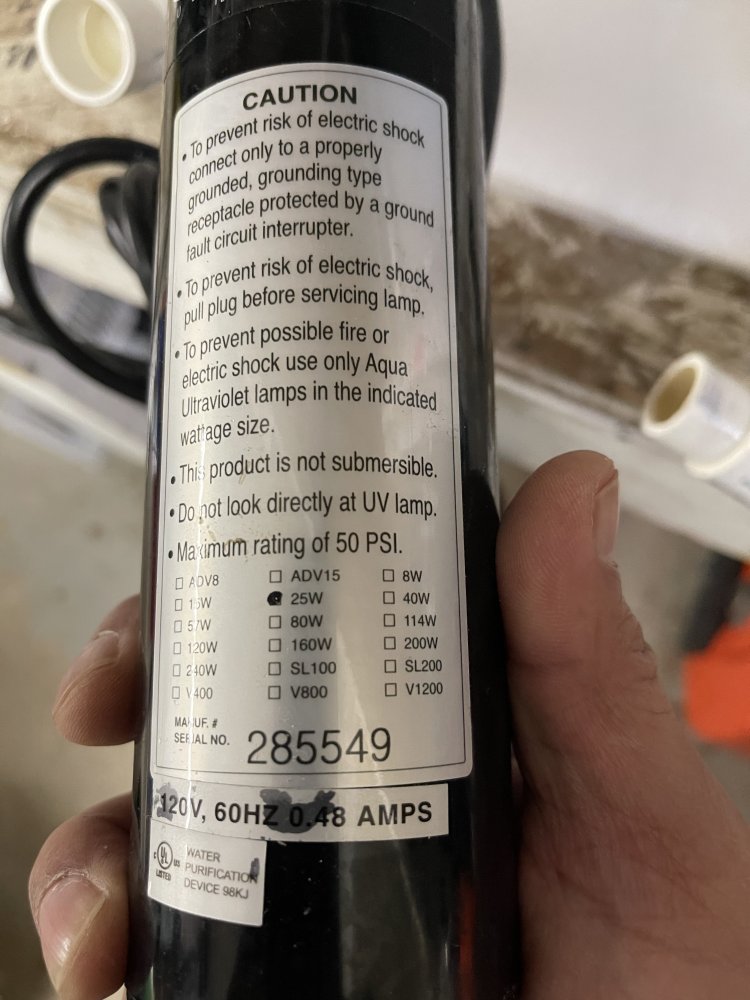 CAUTION
• To prevent risk of electric shock
connect only to a properly
grounded, grounding type
receptacle protected by a ground
fault circuit interrupter.
• To prevent risk of electric shock,
pull plug before servicing lamp.
• To prevent possible fire or
electric shock use only Aqua
Ultraviolet lamps in the indicated
wattage size.
• This product is not submersible.
• Do not look directly at UV lamp.
• Maximum rating of 50 PSI.
☐ ADV8 ☐ ADV15 ☐ 8W
☐ 15W ☐ 25W ☐ 40W
☐ 57W ☐ 80W ☐ 114W
☐ 120W ☐ 160W ☐ 200W
☐ 240W ☐ SL100 ☐ SL200
☐ V400 ☐ V800 ☐ V1200
MANUF. #
SERIAL NO. 285549
120V, 60HZ 0.48 AMPS
C UL US
LISTED
WATER
PURIFICATION
DEVICE 98KJ